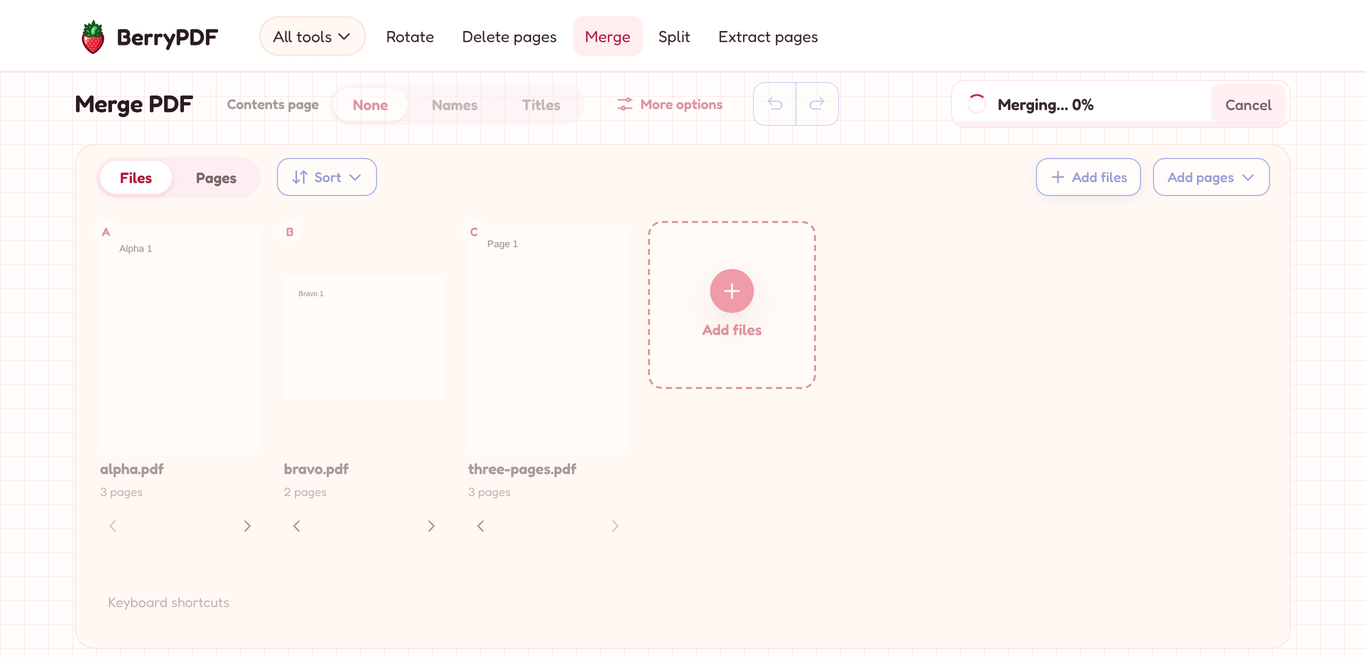 BerryPDF All tools Rotate Delete pages Merge Split Extract pages
Merge PDF Contents page None Names Titles More options Merging... 0% Cancel
Files Pages Sort Add files Add pages
A B C
Alpha 1 Bravo 1 Page 1
Add files
alpha.pdf bravo.pdf three-pages.pdf
3 pages 2 pages 3 pages
Keyboard shortcuts